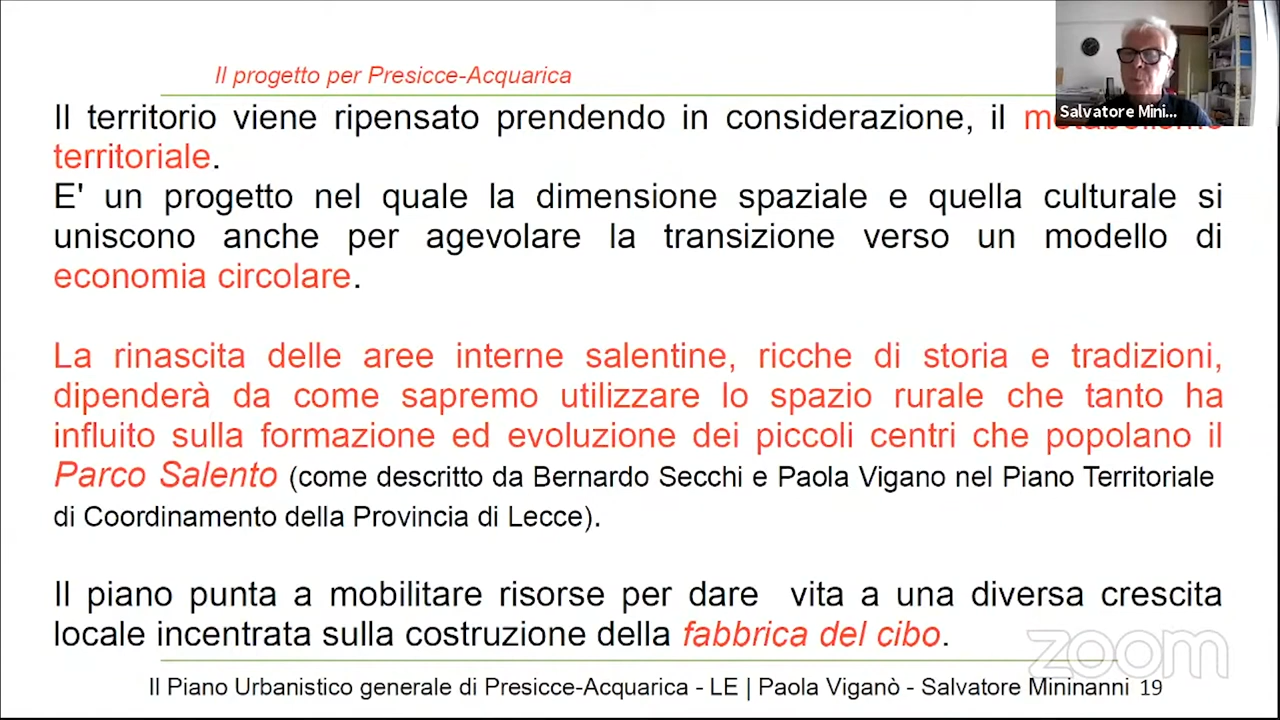 Il progetto per Presicce-Acquarica
Salvatore Mini...
Il territorio viene ripensato prendendo in considerazione, il
territoriale.
E' un progetto nel quale la dimensione spaziale e quella culturale si
uniscono anche per agevolare la transizione verso un modello di
economia circolare.
La rinascita delle aree interne salentine, ricche di storia e tradizioni,
dipenderà da come sapremo utilizzare lo spazio rurale che tanto ha
influito sulla formazione ed evoluzione dei piccoli centri che popolano il
Parco Salento (come descritto da Bernardo Secchi e Paola Vigano nel Piano Territoriale
di Coordinamento della Provincia di Lecce).
Il piano punta a mobilitare risorse per dare vita a una diversa crescita
locale incentrata sulla costruzione della fabbrica del cibo.
zoom
Il Piano Urbanistico generale di Presicce-Acquarica - LE | Paola Viganò - Salvatore Mininanni 19